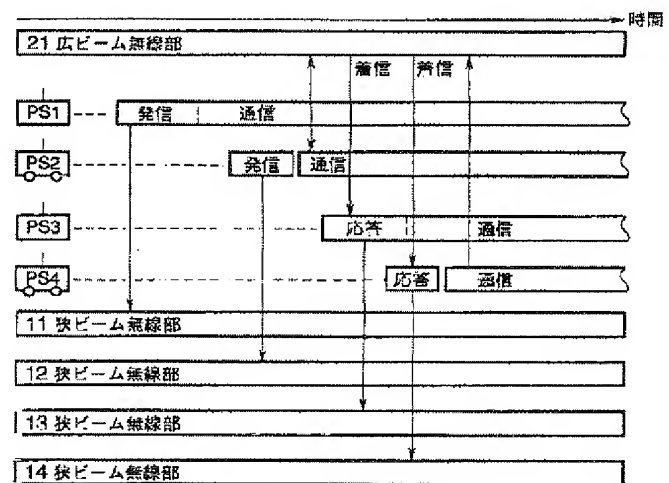 時間
21 広ビーム無線部
着信 着信
PS1 発信 通信
PS2 発信 通信
PS3 応答 通信
PS4 応答 通信
11 狭ビーム無線部
12 狭ビーム無線部
13 狭ビーム無線部
14 狭ビーム無線部